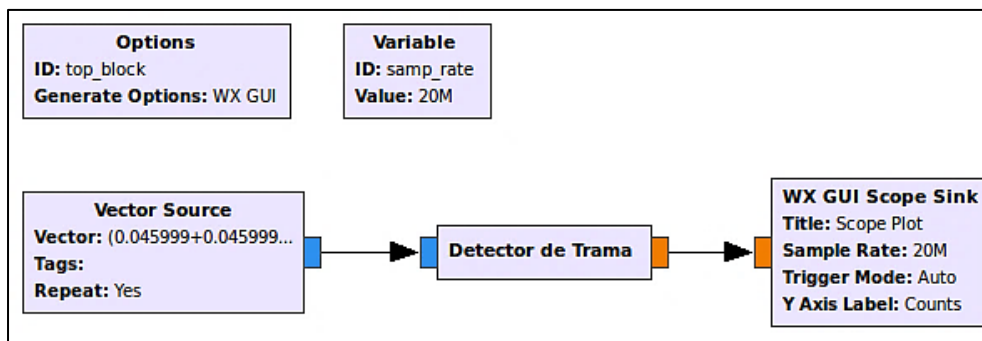 Options
ID: top_block
Generate Options: WX GUI
Variable
ID: samp_rate
Value: 20M
Vector Source
Vector: (0.045999+0.045999...
Tags:
Repeat: Yes
Detector de Trama
WX GUI Scope Sink
Title: Scope Plot
Sample Rate: 20M
Trigger Mode: Auto
Y Axis Label: Counts